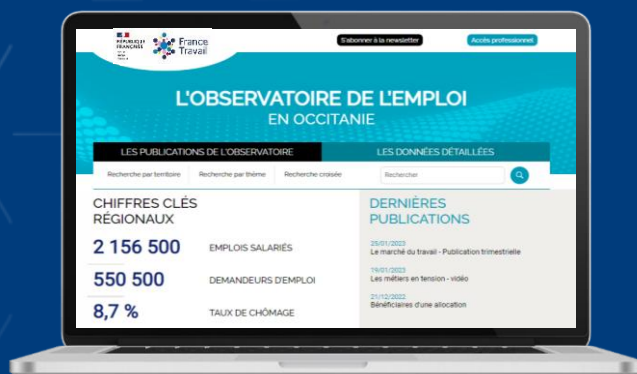 RÉPUBLIQUE
FRANÇAISE
France
Travail
S'abonner à la newsletter
Accès professionnel
L'OBSERVATOIRE DE L'EMPLOI
EN OCCITANIE
LES PUBLICATIONS DE L'OBSERVATOIRE
LES DONNÉES DÉTAILLÉES
Recherche par territoire
Recherche par thème
Recherche croisée
Rechercher
CHIFFRES CLÉS
RÉGIONAUX
2 156 500 EMPLOIS SALARIÉS
550 500 DEMANDEURS D'EMPLOI
8,7 % TAUX DE CHÔMAGE
DERNIÈRES
PUBLICATIONS
25/01/2023
Le marché du travail - Publication trimestrielle
19/01/2023
Les métiers en tension - vidéo
21/12/2022
Bénéficiaires d'une allocation